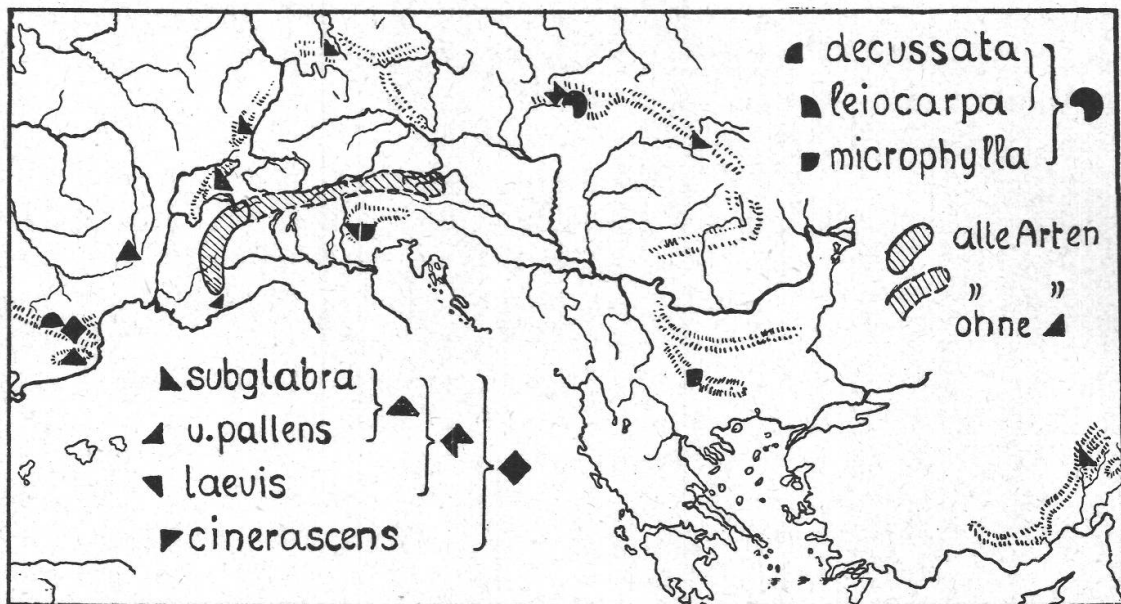 decussata
leiocarpa
microphylla
alle Arten
" "
ohne
subglabra
u.pallens
laevis
cinerascens